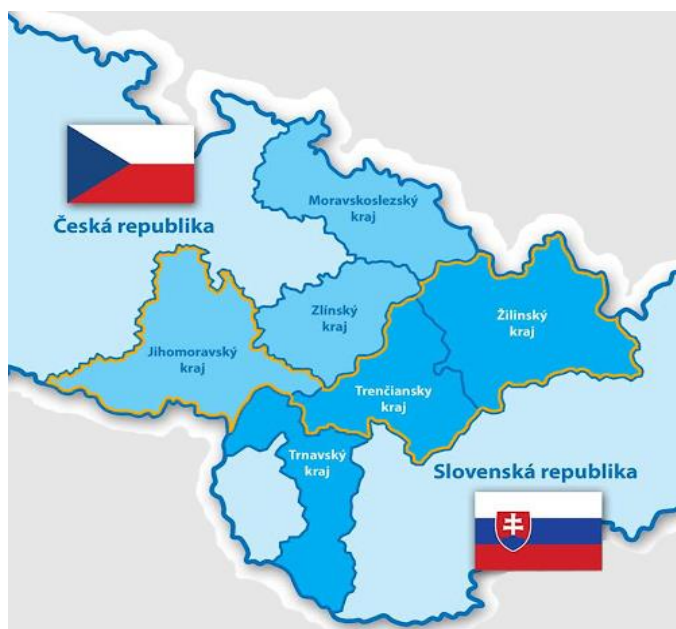 Moravskoslezský
kraj
Česká republika
Zlínský
kraj
Žilinský
kraj
Jihomoravský
kraj
Trenčiansky
kraj
Trnavský
kraj
Slovenská republika